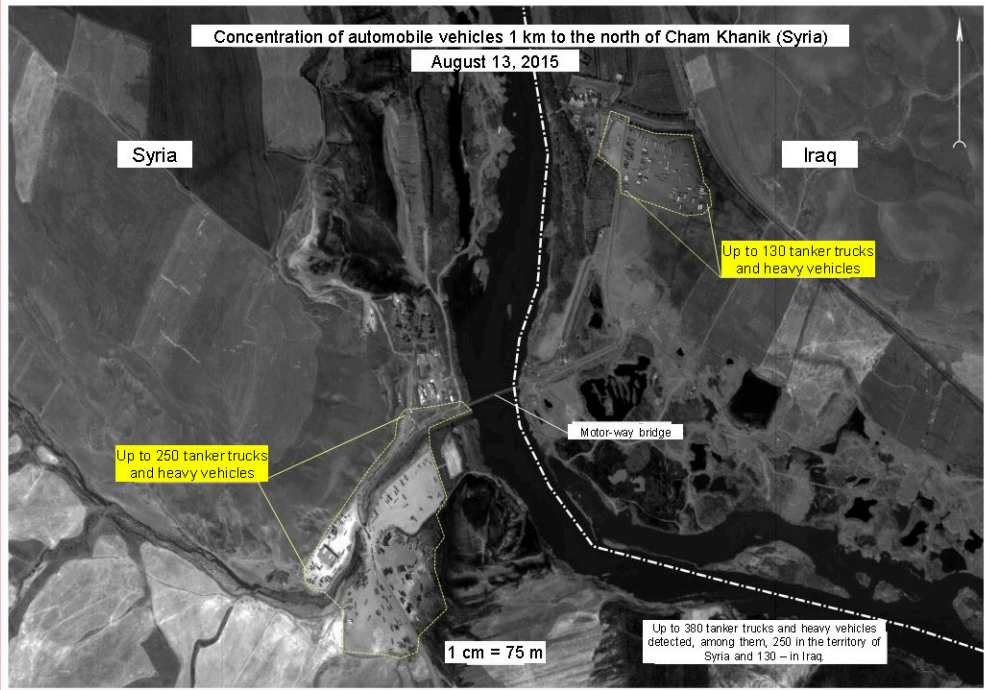 Concentration of automobile vehicles 1 km to the north of Cham Khanik (Syria)
August 13, 2015
Syria
Iraq
Up to 130 tanker trucks
and heavy vehicles
Motor-way bridge
Up to 250 tanker trucks
and heavy vehicles
1 cm = 75 m
Up to 380 tanker trucks and heavy vehicles
detected, among them, 250 in the territory of
Syria and 130 – in Iraq.